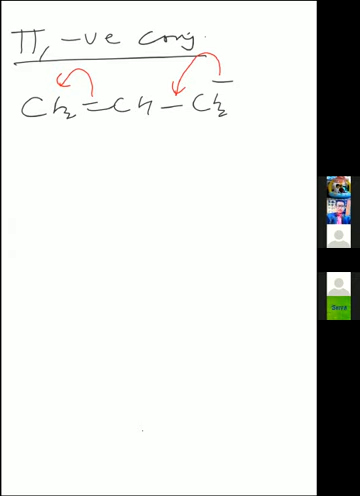 π, -ve conj.
CH₂=CH-CH₂⁻